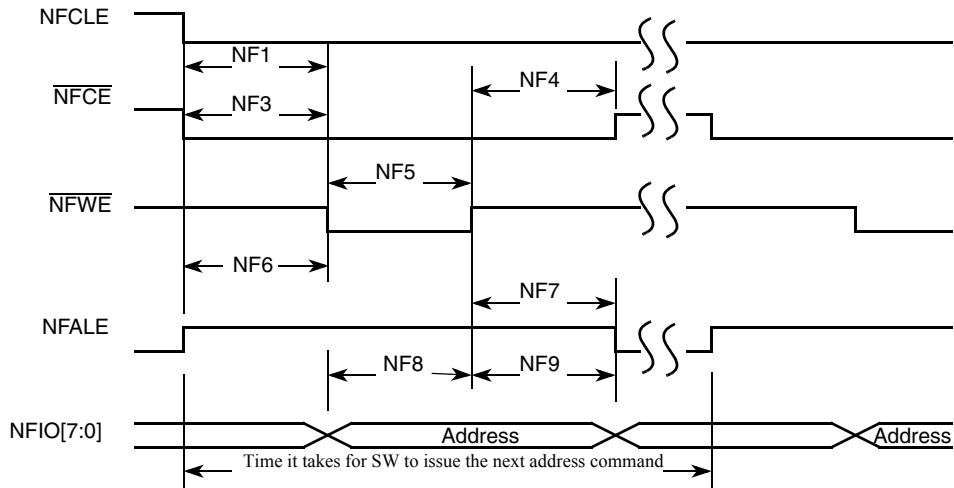 NFCLE
NF1
NF4
NFCE
NF3
NF5
NFWE
NF6
NF7
NFALE
NF8
NF9
NFIO[7:0]
Address
Address
Time it takes for SW to issue the next address command